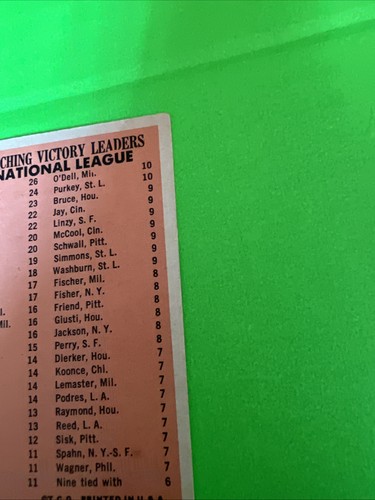 CHING VICTORY LEADERS
NATIONAL LEAGUE
26 O'Dell, Mil. 10
24 Purkey, St. L. 10
23 Bruce, Hou. 9
22 Jay, Cin. 9
22 Linzy, S. F. 9
20 McCool, Cin. 9
20 Schwall, Pitt. 9
19 Simmons, St. L. 9
18 Washburn, St. L. 9
17 Fischer, Mil. 8
17 Fisher, N. Y. 8
l. 16 Friend, Pitt. 8
Mil. 16 Giusti, Hou. 8
16 Jackson, N. Y. 8
15 Perry, S. F. 8
14 Dierker, Hou. 7
14 Koonce, Chi. 7
14 Lemaster, Mil. 7
14 Podres, L. A. 7
13 Raymond, Hou. 7
13 Reed, L. A. 7
12 Sisk, Pitt. 7
11 Spahn, N. Y.-S. F. 7
11 Wagner, Phil. 7
11 Nine tied with 6
PRINTED IN U.S.A.